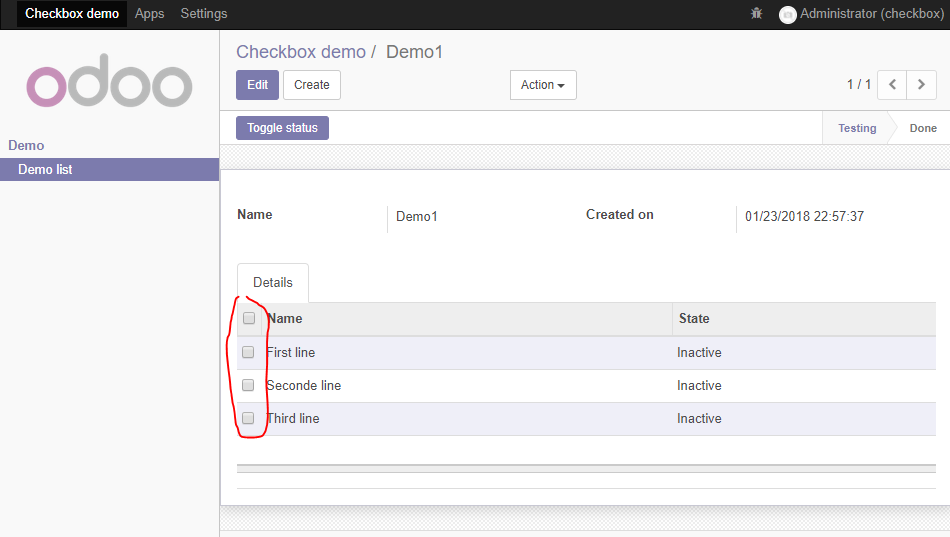 Checkbox demo Apps Settings Administrator (checkbox)
odoo
Checkbox demo / Demo1
Edit Create Action 1 / 1
Toggle status Testing Done
Demo
Demo list
Name Demo1 Created on 01/23/2018 22:57:37
Details
Name State
First line Inactive
Seconde line Inactive
Third line Inactive